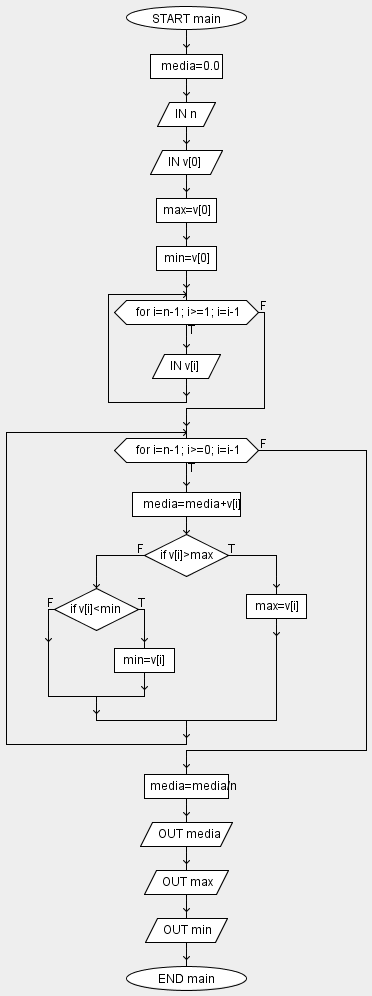 START main
media=0.0
IN n
IN v[0]
max=v[0]
min=v[0]
for i=n-1; i>=1; i=i-1
F
T
IN v[i]
for i=n-1; i>=0; i=i-1
F
T
media=media+v[i]
F
if v[i]>max
T
F
if v[i]<min
T
max=v[i]
min=v[i]
media=media/n
OUT media
OUT max
OUT min
END main